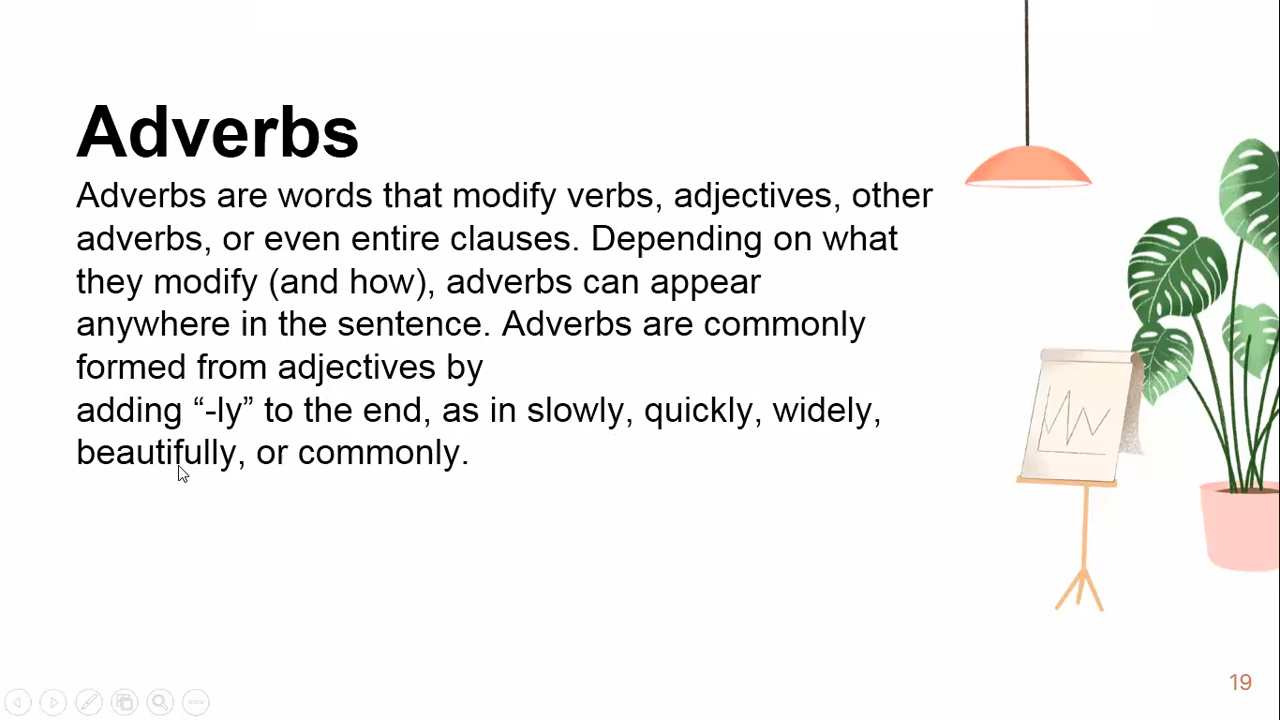 Adverbs
Adverbs are words that modify verbs, adjectives, other
adverbs, or even entire clauses. Depending on what
they modify (and how), adverbs can appear
anywhere in the sentence. Adverbs are commonly
formed from adjectives by
adding “-ly” to the end, as in slowly, quickly, widely,
beautifully, or commonly.
19